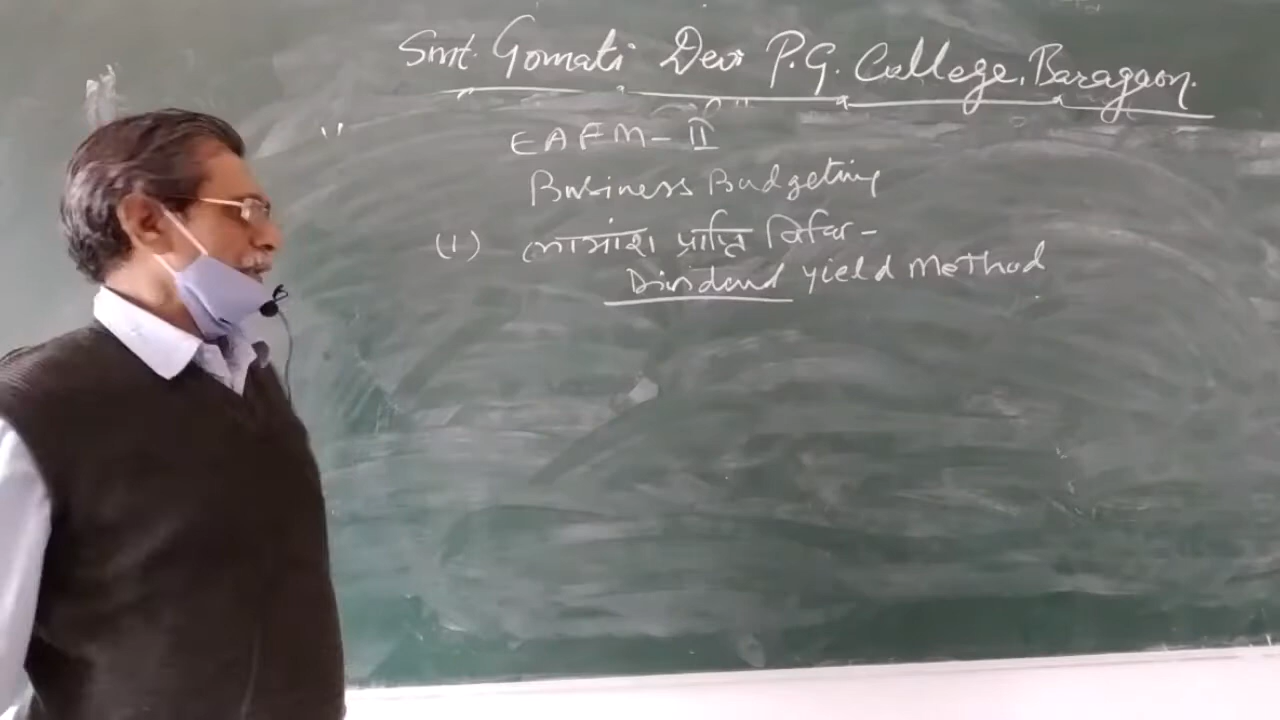 Smt. Gomati Devi P.G. College, Baragaon.
EAFM - II
Business Budgeting
(1) लाभांश प्राप्ति विधि -
Dividend Yield Method